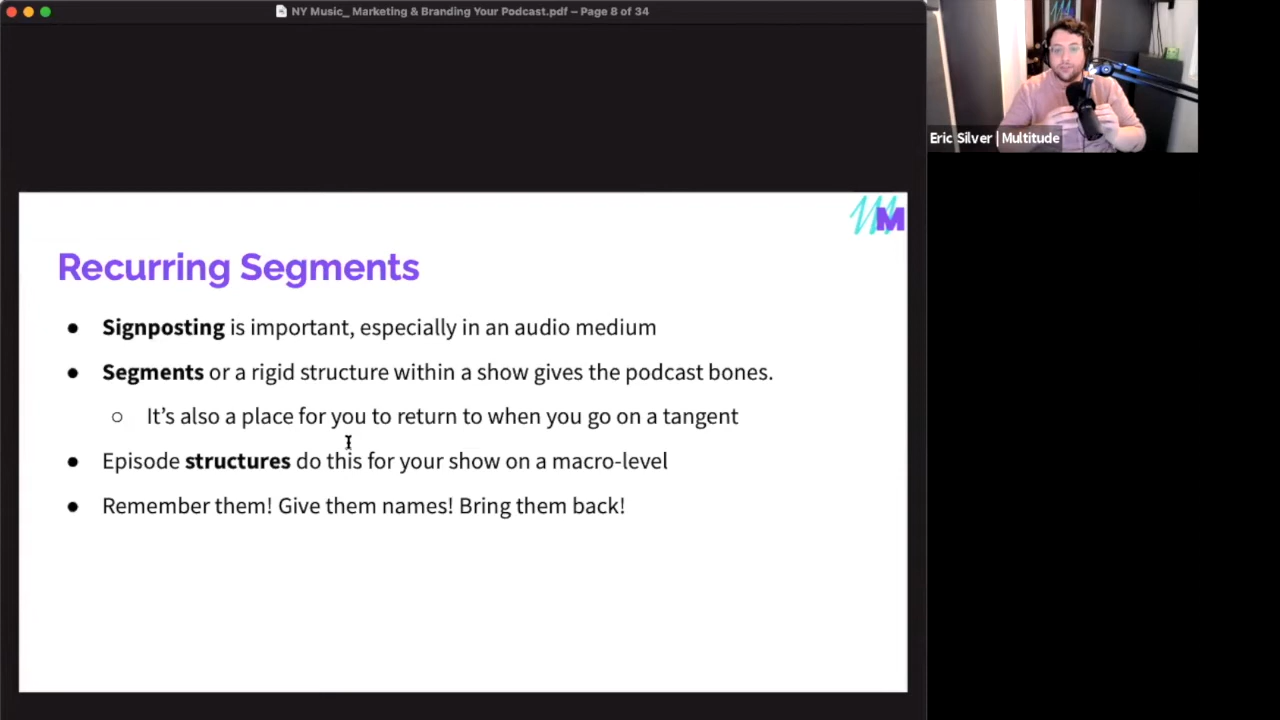 NY Music_ Marketing & Branding Your Podcast.pdf – Page 8 of 34
Eric Silver | Multitude
M
Recurring Segments
● Signposting is important, especially in an audio medium
● Segments or a rigid structure within a show gives the podcast bones.
○ It’s also a place for you to return to when you go on a tangent
● Episode structures do this for your show on a macro-level
● Remember them! Give them names! Bring them back!